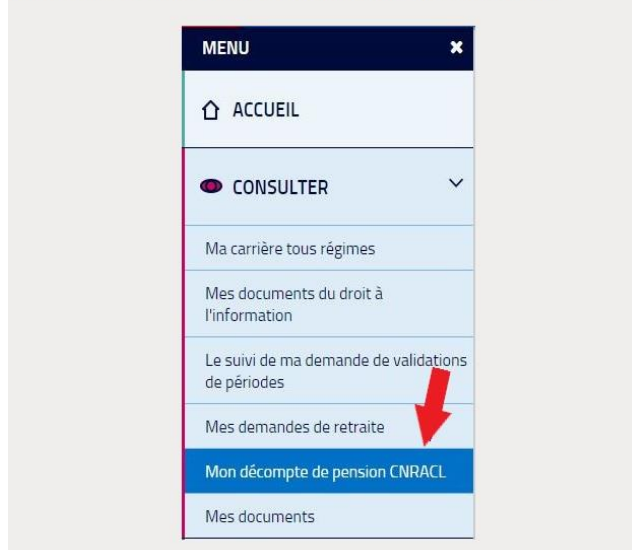 MENU
ACCUEIL
CONSULTER
Ma carrière tous régimes
Mes documents du droit à
l'information
Le suivi de ma demande de validations
de périodes
Mes demandes de retraite
Mon décompte de pension CNRACL
Mes documents